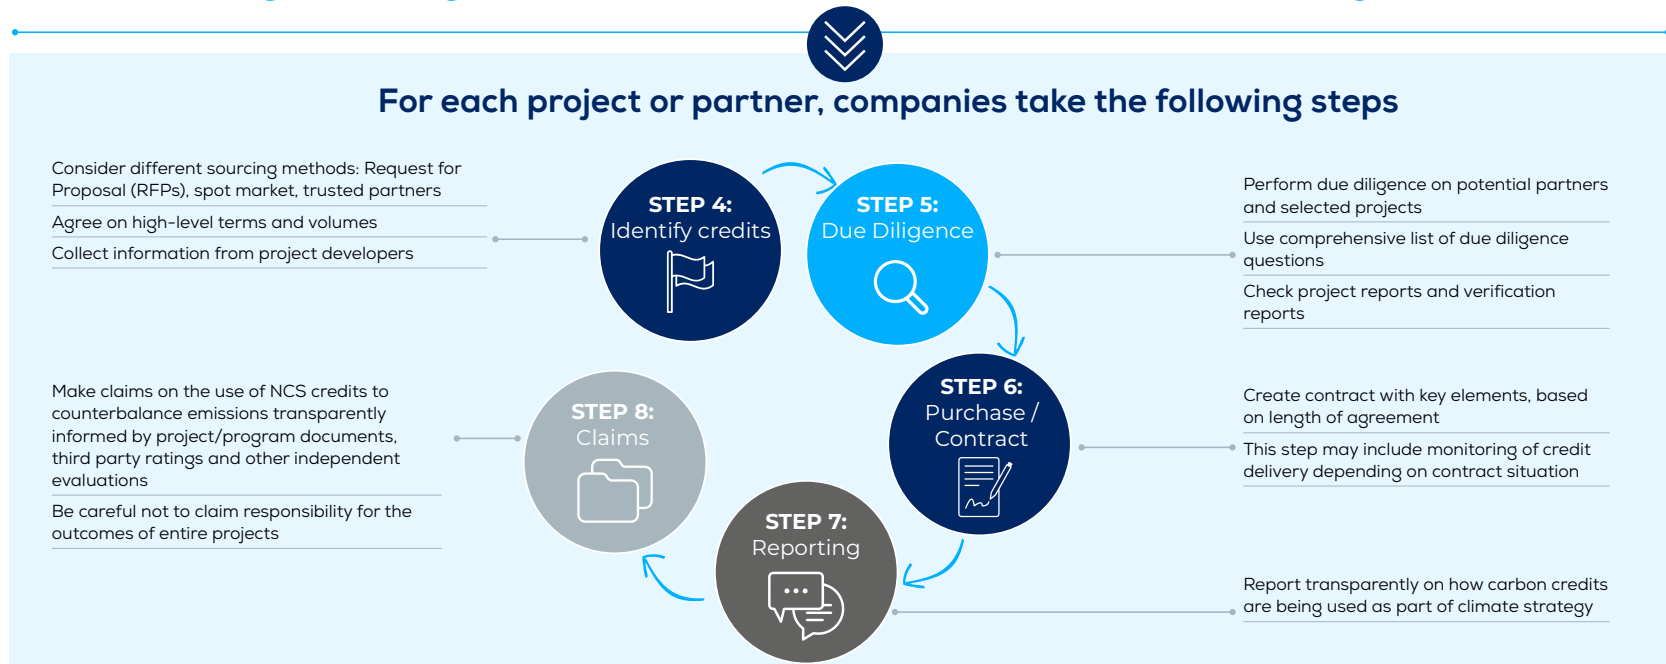 For each project or partner, companies take the following steps
Consider different sourcing methods: Request for
Proposal (RFPs), spot market, trusted partners
Agree on high-level terms and volumes
Collect information from project developers
STEP 4:
Identify credits
STEP 5:
Due Diligence
Perform due diligence on potential partners
and selected projects
Use comprehensive list of due diligence
questions
Check project reports and verification
reports
STEP 6:
Purchase /
Contract
Create contract with key elements, based
on length of agreement
This step may include monitoring of credit
delivery depending on contract situation
STEP 7:
Reporting
Report transparently on how carbon credits
are being used as part of climate strategy
STEP 8:
Claims
Make claims on the use of NCS credits to
counterbalance emissions transparently
informed by project/program documents,
third party ratings and other independent
evaluations
Be careful not to claim responsibility for the
outcomes of entire projects